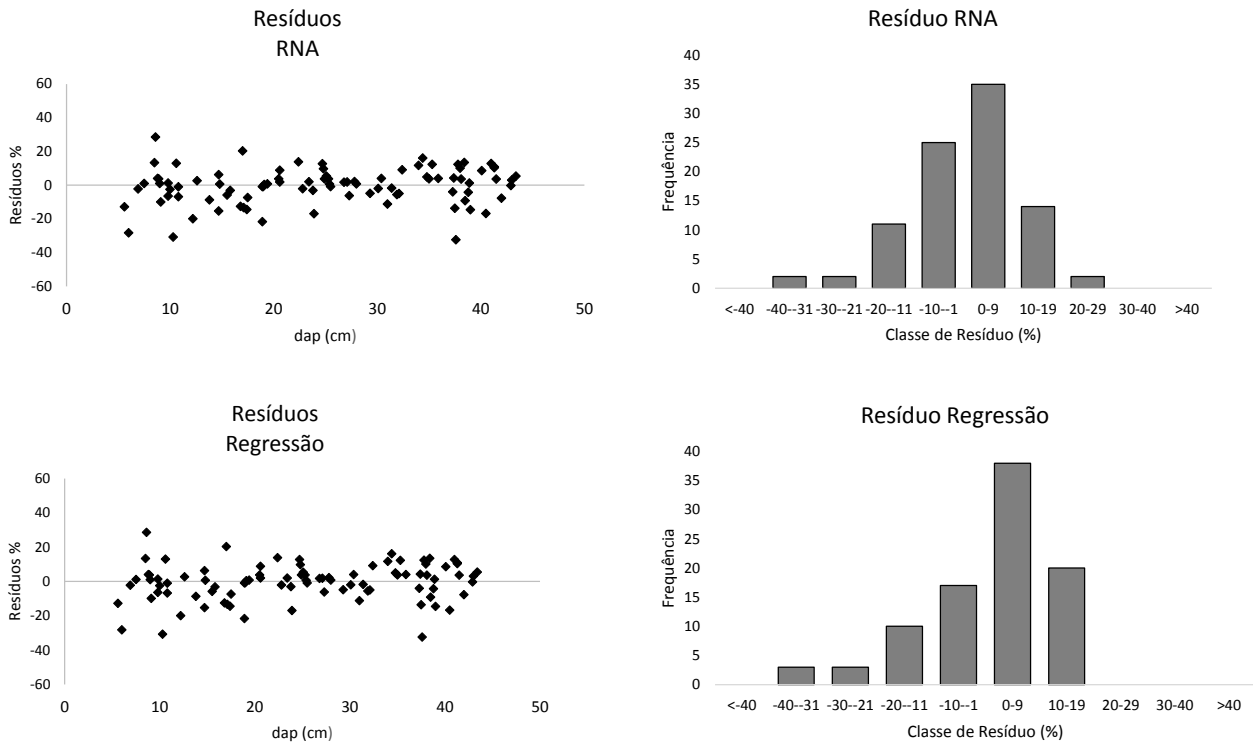 Resíduos
RNA
60
40
20
0
-20
-40
-60
Resíduos %
0 10 20 30 40 50
dap (cm)
Resíduo RNA
40
35
30
25
20
15
10
5
0
Frequência
<-40 -40--31 -30--21 -20--11 -10--1 0-9 10-19 20-29 30-40 >40
Classe de Resíduo (%)
Resíduos
Regressão
60
40
20
0
-20
-40
-60
Resíduos %
0 10 20 30 40 50
dap (cm)
Resíduo Regressão
40
35
30
25
20
15
10
5
0
Frequência
<-40 -40--31 -30--21 -20--11 -10--1 0-9 10-19 20-29 30-40 >40
Classe de Resíduo (%)